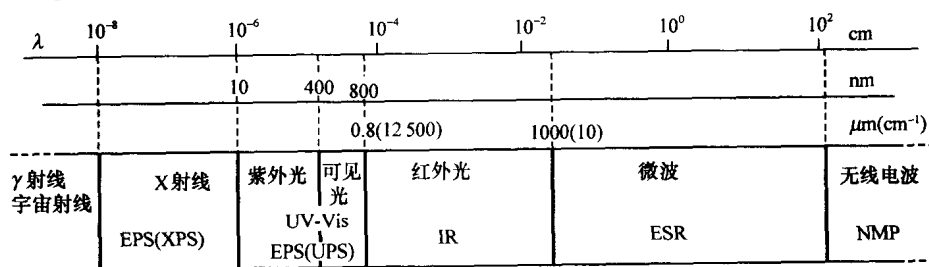 λ 10⁻⁸ 10⁻⁶ 10⁻⁴ 10⁻² 10⁰ 10² cm
10 400 800 nm
0.8(12 500) 1000(10) μm(cm⁻¹)
γ射线 X射线 紫外光 可见 红外光 微波 无线电波
宇宙射线 光
UV-Vis
EPS(XPS) EPS(UPS) IR ESR NMP